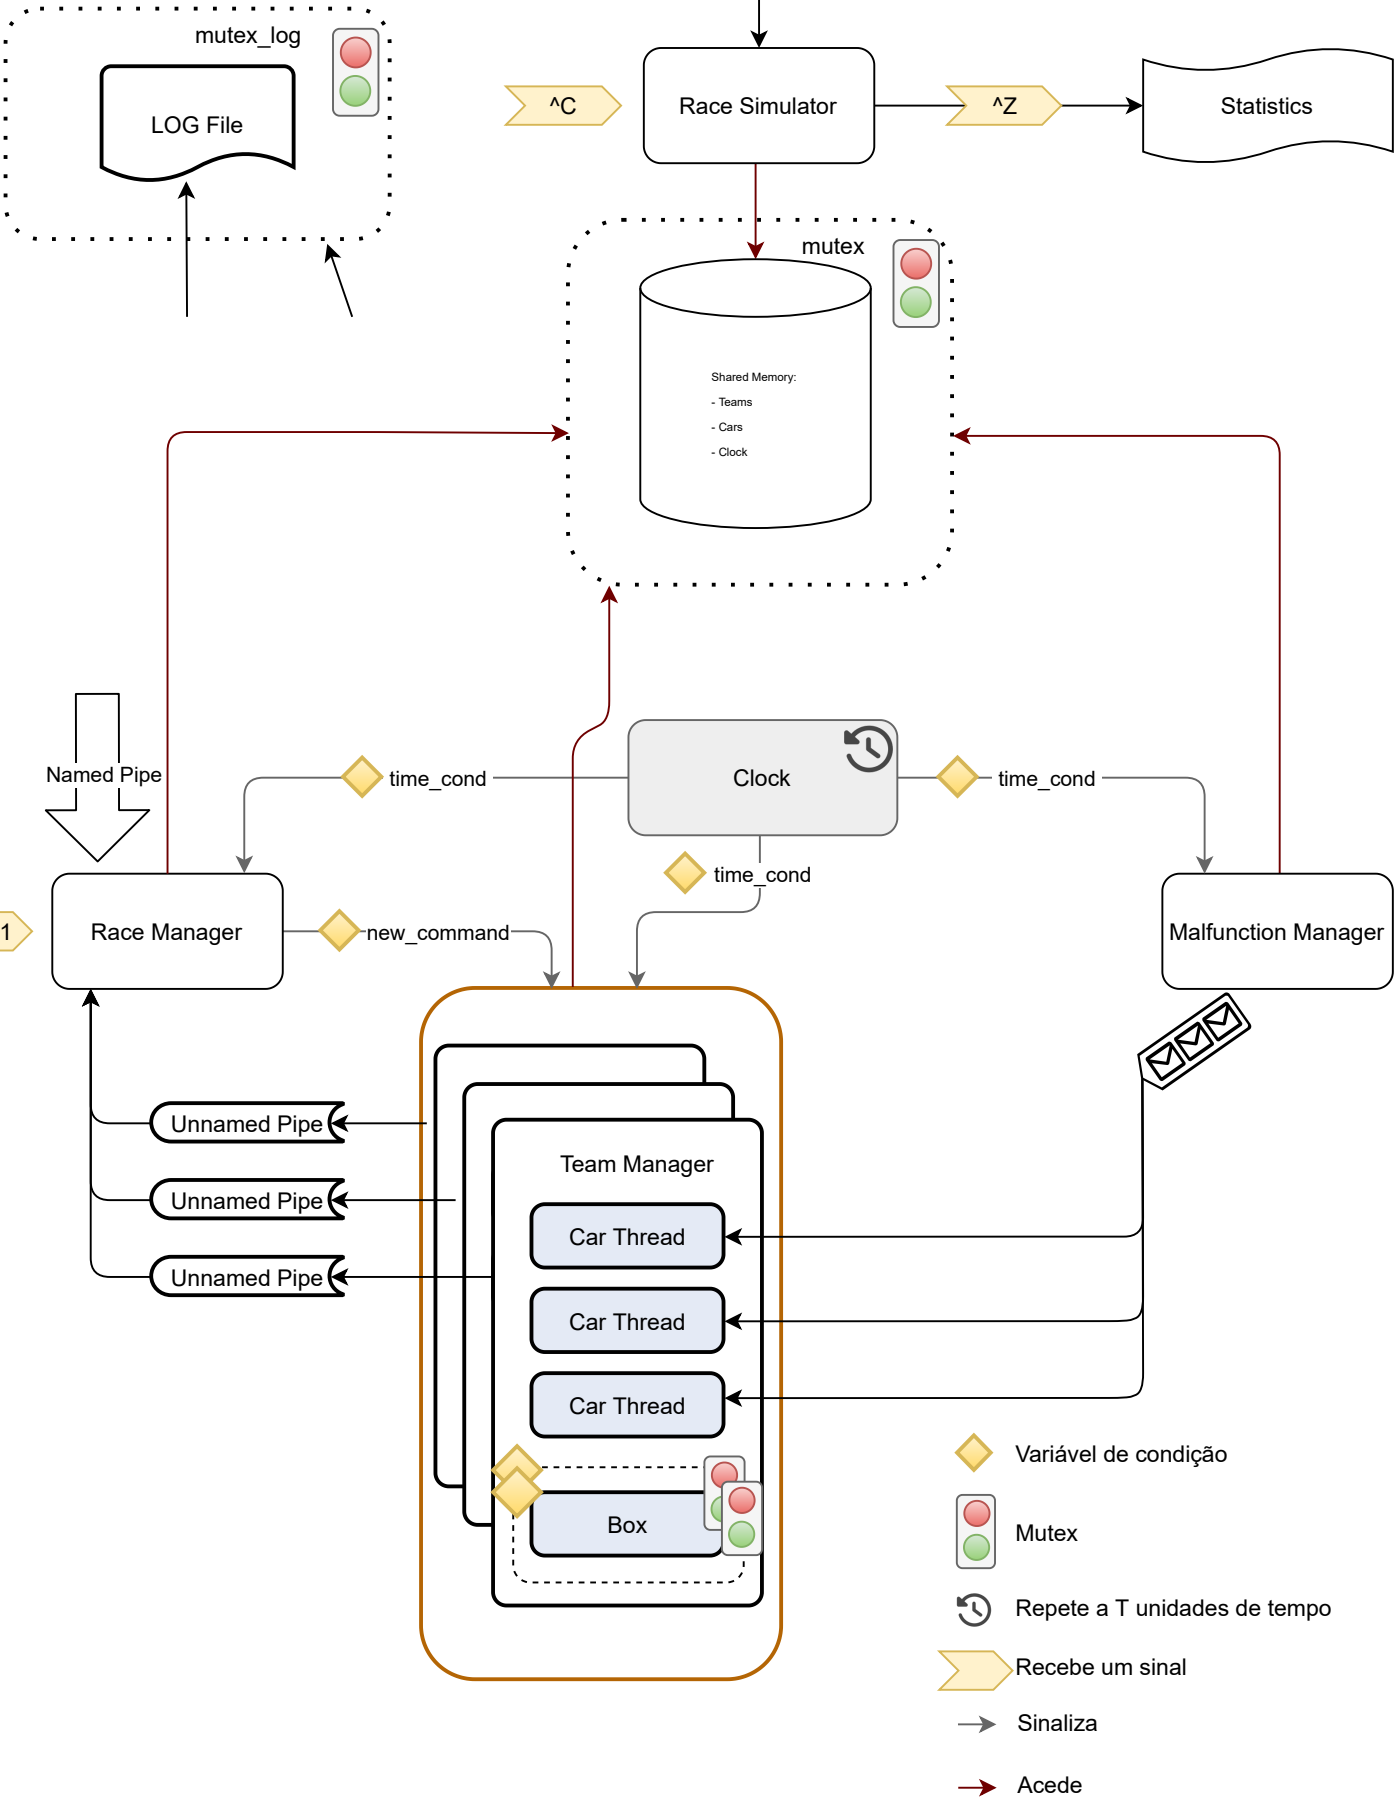 mutex_log
LOG File
^C
Race Simulator
^Z
Statistics
mutex
Shared Memory:
- Teams
- Cars
- Clock
Named Pipe
time_cond
Clock
time_cond
time_cond
1
Race Manager
new_command
Malfunction Manager
Unnamed Pipe
Unnamed Pipe
Unnamed Pipe
Team Manager
Car Thread
Car Thread
Car Thread
Box
Variável de condição
Mutex
Repete a T unidades de tempo
Recebe um sinal
Sinaliza
Acede